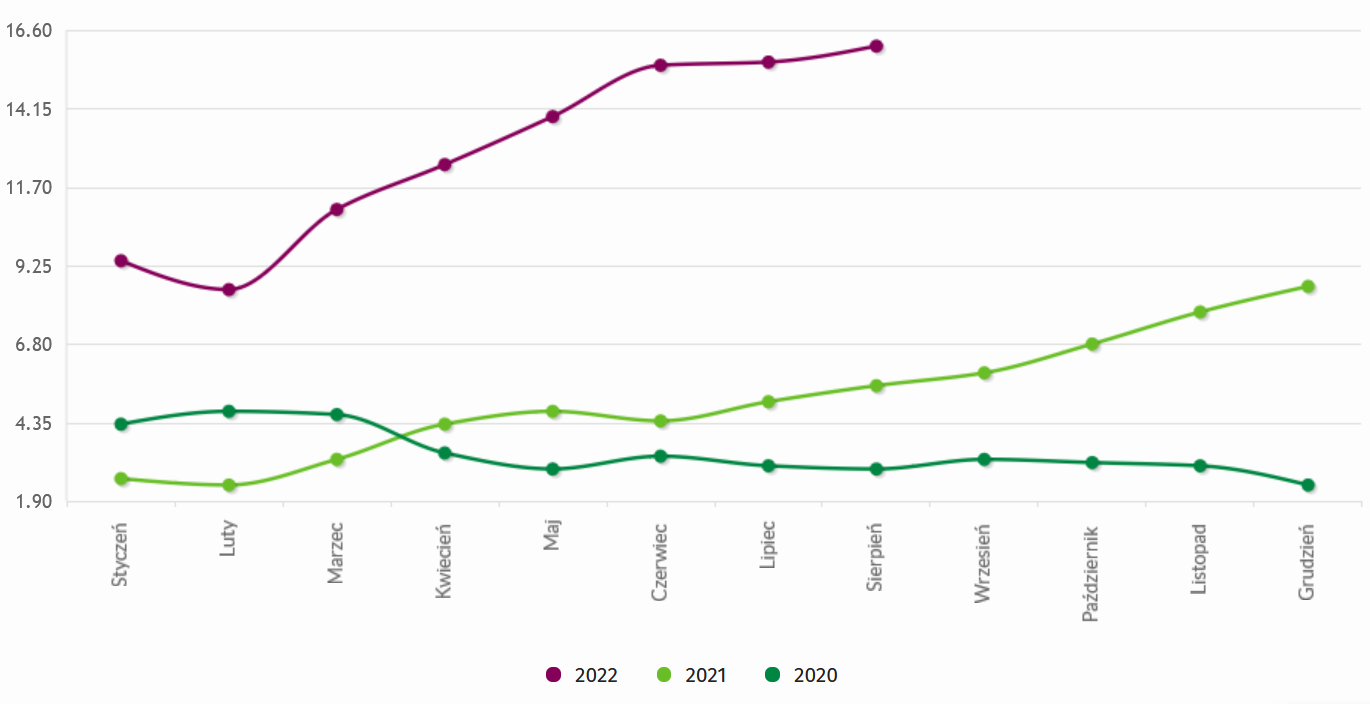 16.60
14.15
11.70
9.25
6.80
4.35
1.90
Styczeń
Luty
Marzec
Kwiecień
Maj
Czerwiec
Lipiec
Sierpień
Wrzesień
Październik
Listopad
Grudzień
2022 2021 2020